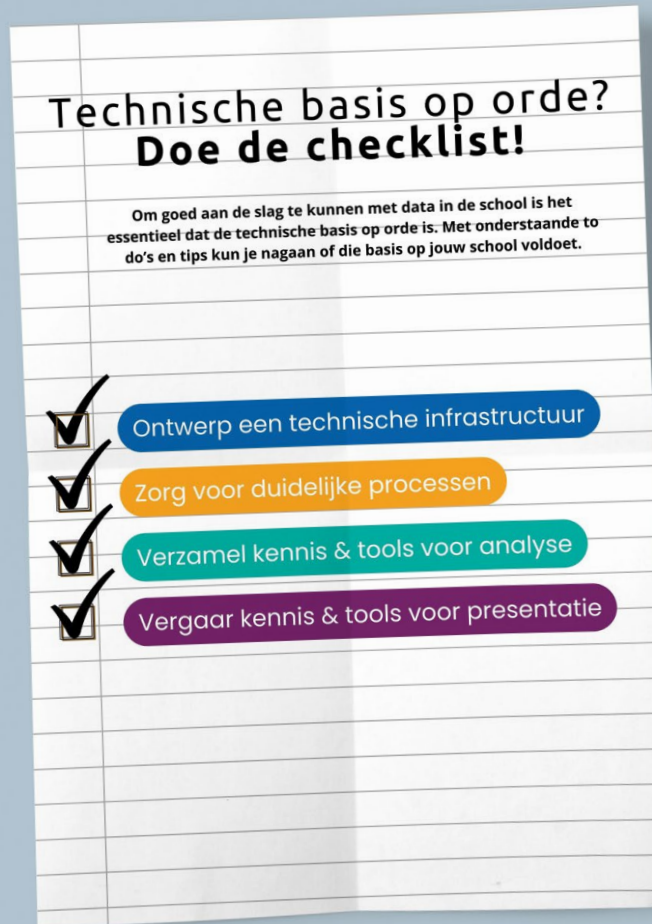 Technische basis op orde?
Doe de checklist!
Om goed aan de slag te kunnen met data in de school is het
essentieel dat de technische basis op orde is. Met onderstaande to
do's en tips kun je nagaan of die basis op jouw school voldoet.
Ontwerp een technische infrastructuur
Zorg voor duidelijke processen
Verzamel kennis & tools voor analyse
Vergaar kennis & tools voor presentatie